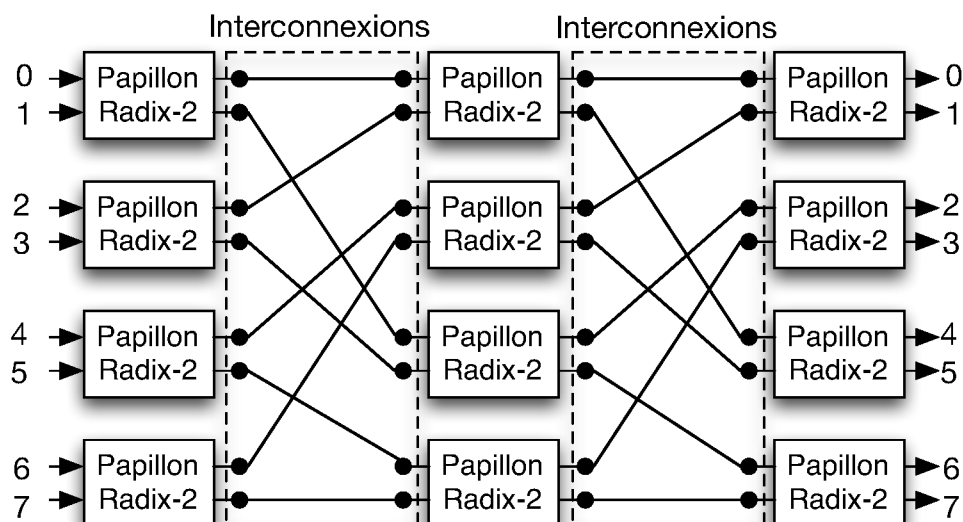 Interconnexions Interconnexions
0 Papillon Papillon Papillon 0
1 Radix-2 Radix-2 Radix-2 1
2 Papillon Papillon Papillon 2
3 Radix-2 Radix-2 Radix-2 3
4 Papillon Papillon Papillon 4
5 Radix-2 Radix-2 Radix-2 5
6 Papillon Papillon Papillon 6
7 Radix-2 Radix-2 Radix-2 7